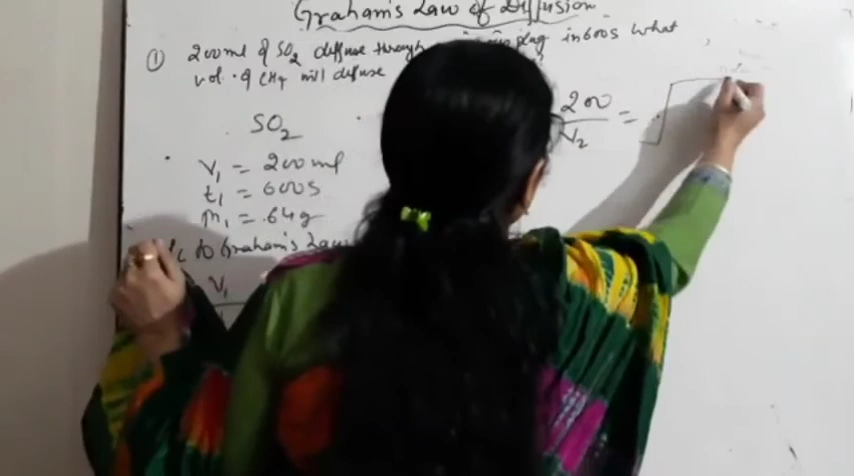 Graham's Law of Diffusion
① 200ml of SO₂ diffuse through plug in 600s What
vol. of CH4 will diffuse
SO₂
V₁ = 200ml
t₁ = 600s
m₁ = 64g
to Graham's Law
V₁
200
V₂
= √